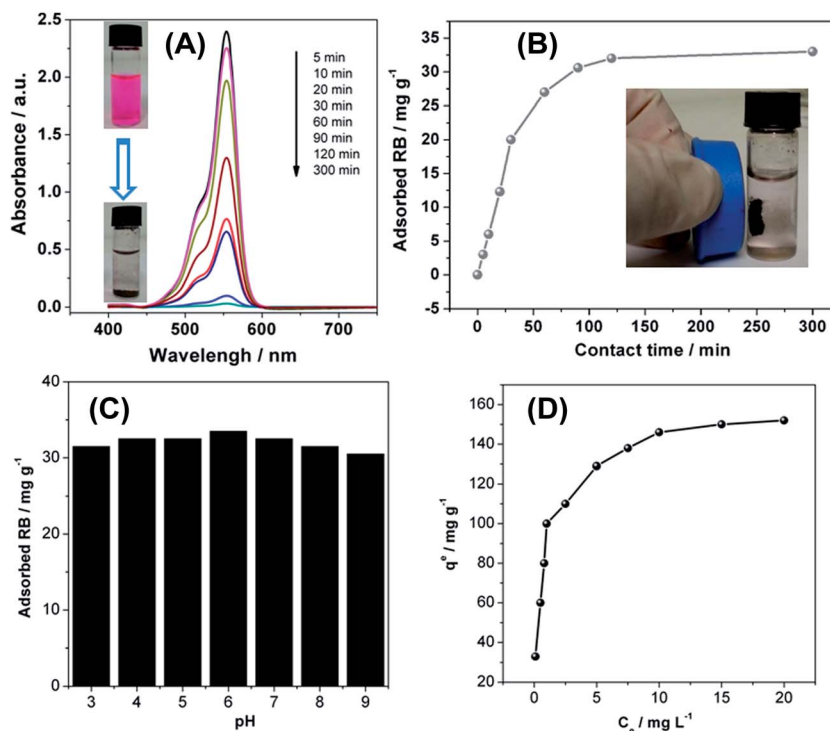 (A)
Absorbance / a.u.
2.5
2.0
1.5
1.0
0.5
0.0
5 min
10 min
20 min
30 min
60 min
90 min
120 min
300 min
400
500
600
700
Wavelengh / nm
(B)
Adsorbed RB / mg g-1
35
30
25
20
15
10
5
0
-5
0
50
100
150
200
250
300
Contact time / min
(C)
Adsorbed RB / mg g-1
40
30
20
10
0
3
4
5
6
7
8
9
pH
(D)
qe / mg g-1
160
140
120
100
80
60
40
20
0
5
10
15
20
Ce / mg L-1